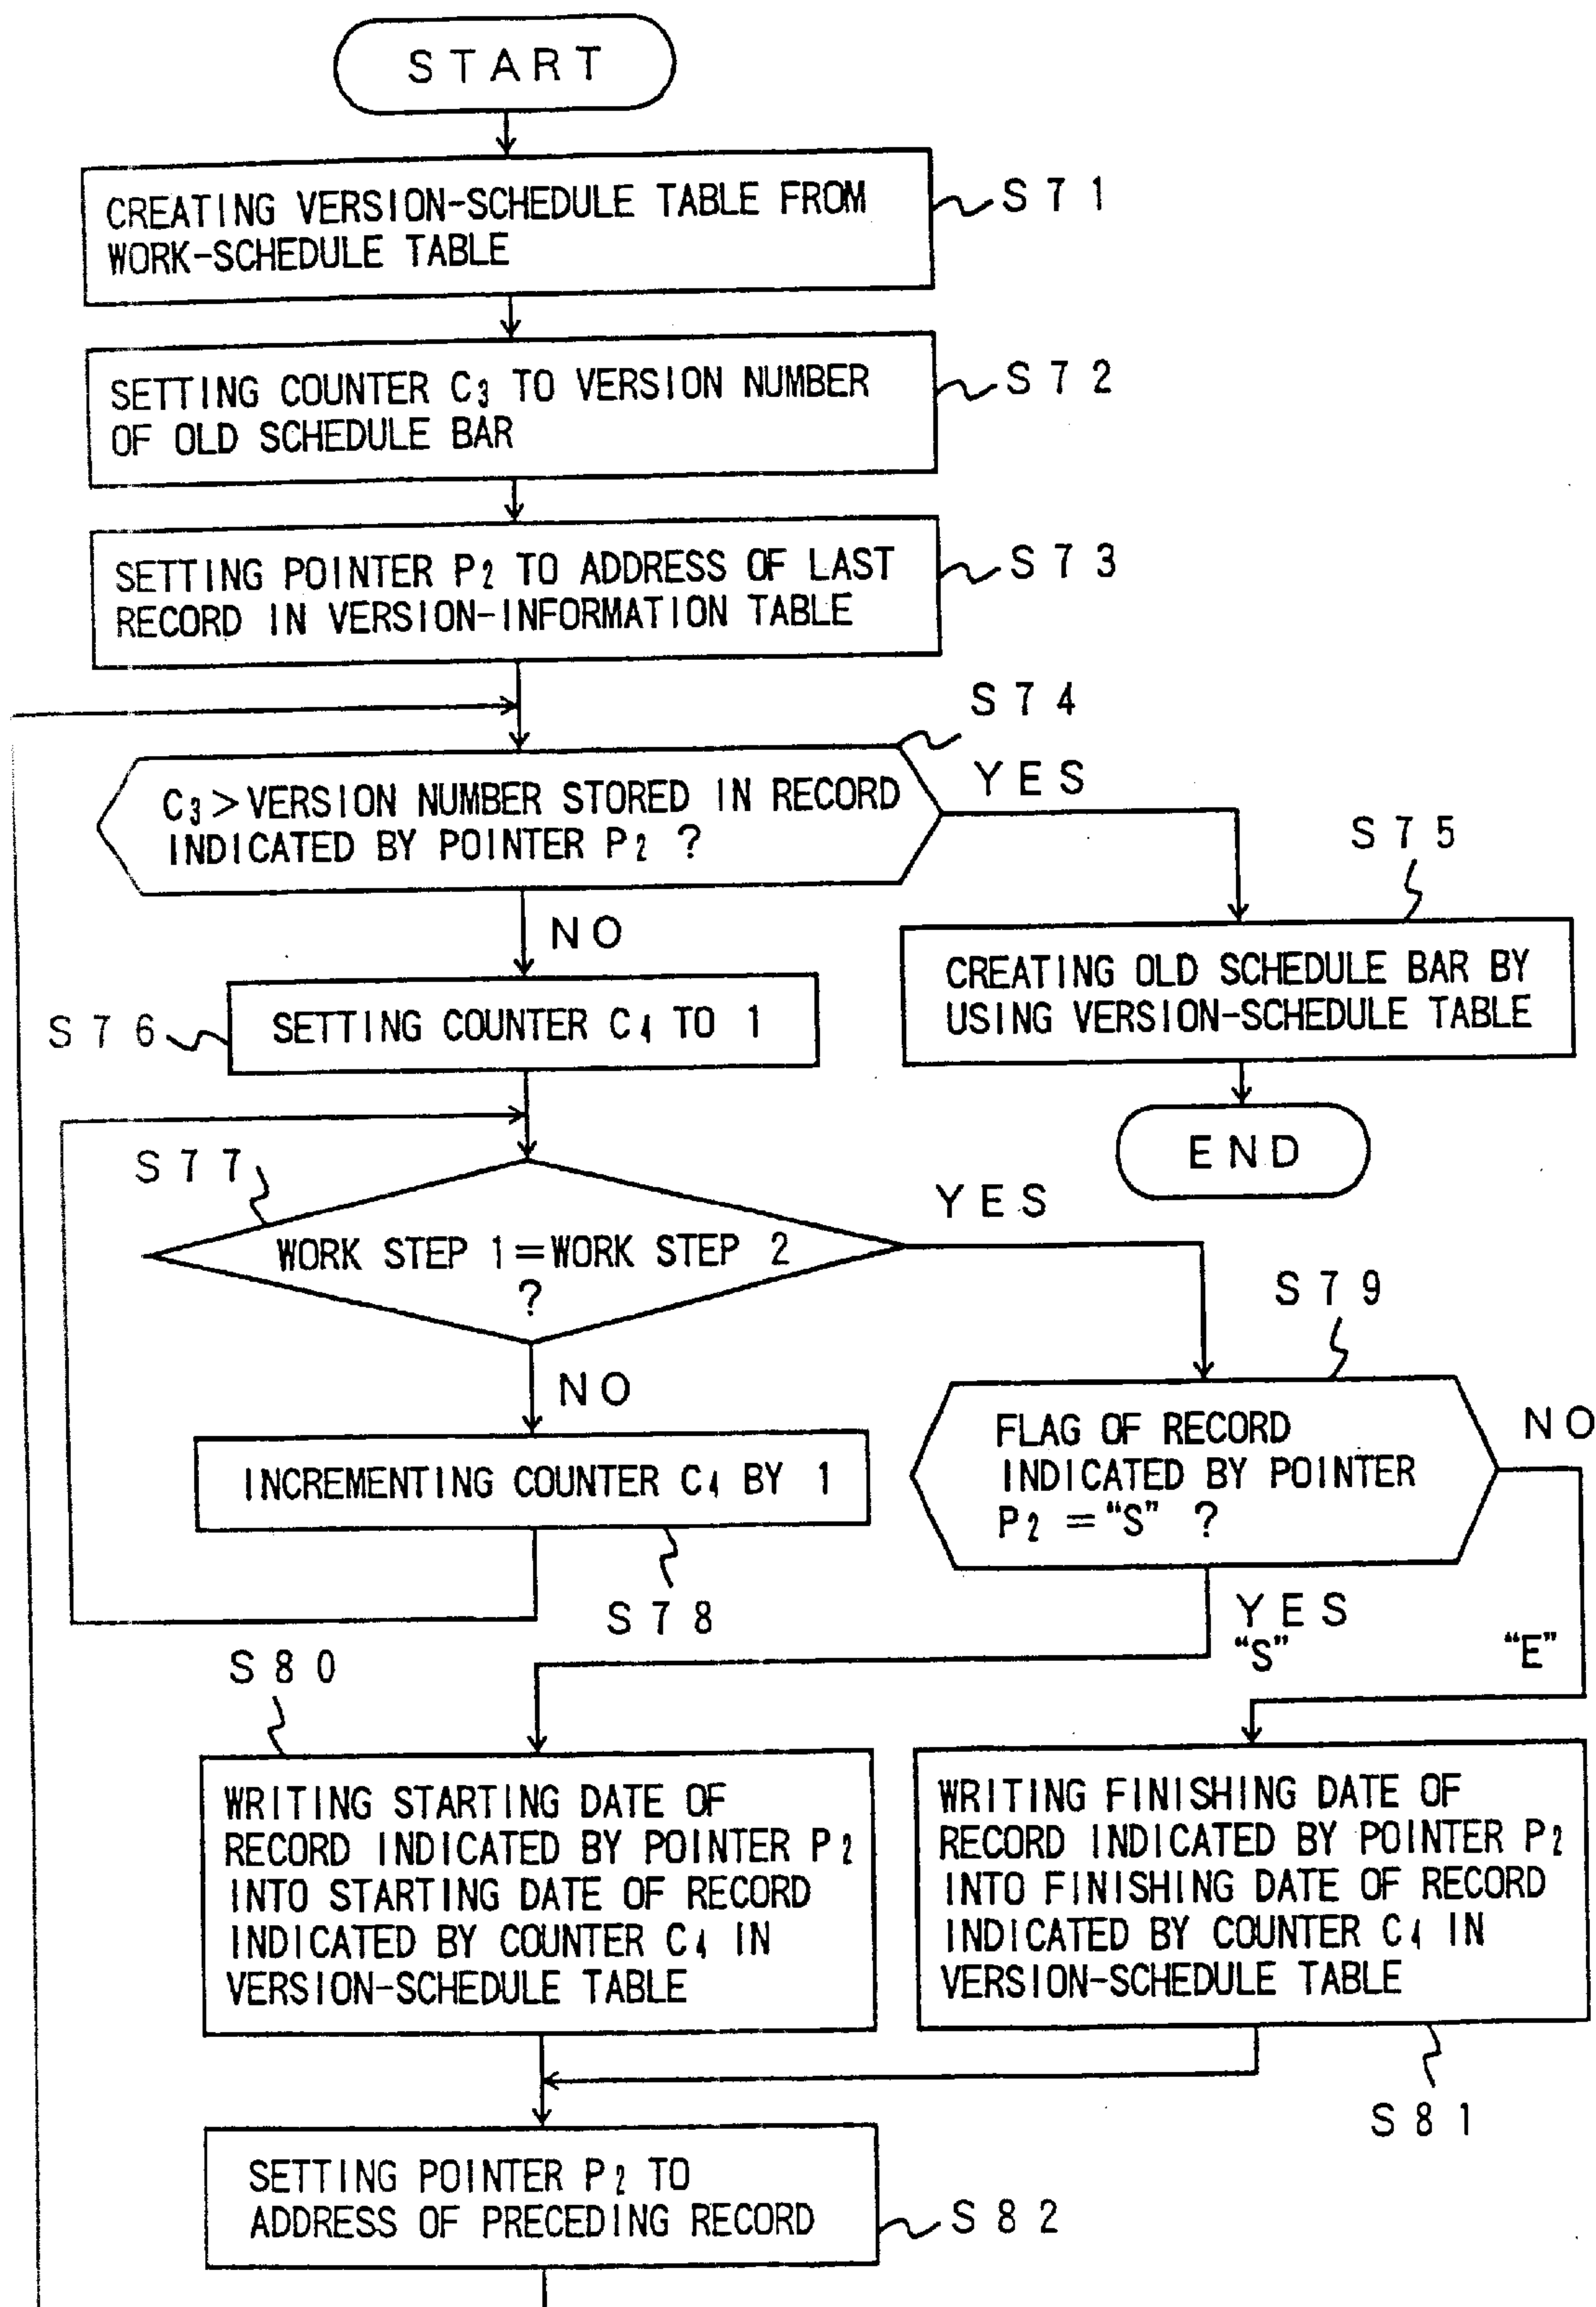 START
CREATING VERSION-SCHEDULE TABLE FROM
WORK-SCHEDULE TABLE
S71
SETTING COUNTER C3 TO VERSION NUMBER
OF OLD SCHEDULE BAR
S72
SETTING POINTER P2 TO ADDRESS OF LAST
RECORD IN VERSION-INFORMATION TABLE
S73
S74
C3>VERSION NUMBER STORED IN RECORD
INDICATED BY POINTER P2 ?
YES
NO
S75
CREATING OLD SCHEDULE BAR BY
USING VERSION-SCHEDULE TABLE
END
S76
SETTING COUNTER C4 TO 1
S77
WORK STEP 1=WORK STEP 2
?
YES
NO
INCREMENTING COUNTER C4 BY 1
S78
S79
FLAG OF RECORD
INDICATED BY POINTER
P2 ="S" ?
NO
YES
"S"
"E"
S80
WRITING STARTING DATE OF
RECORD INDICATED BY POINTER P2
INTO STARTING DATE OF RECORD
INDICATED BY COUNTER C4 IN
VERSION-SCHEDULE TABLE
WRITING FINISHING DATE OF
RECORD INDICATED BY POINTER P2
INTO FINISHING DATE OF RECORD
INDICATED BY COUNTER C4 IN
VERSION-SCHEDULE TABLE
S81
SETTING POINTER P2 TO
ADDRESS OF PRECEDING RECORD
S82